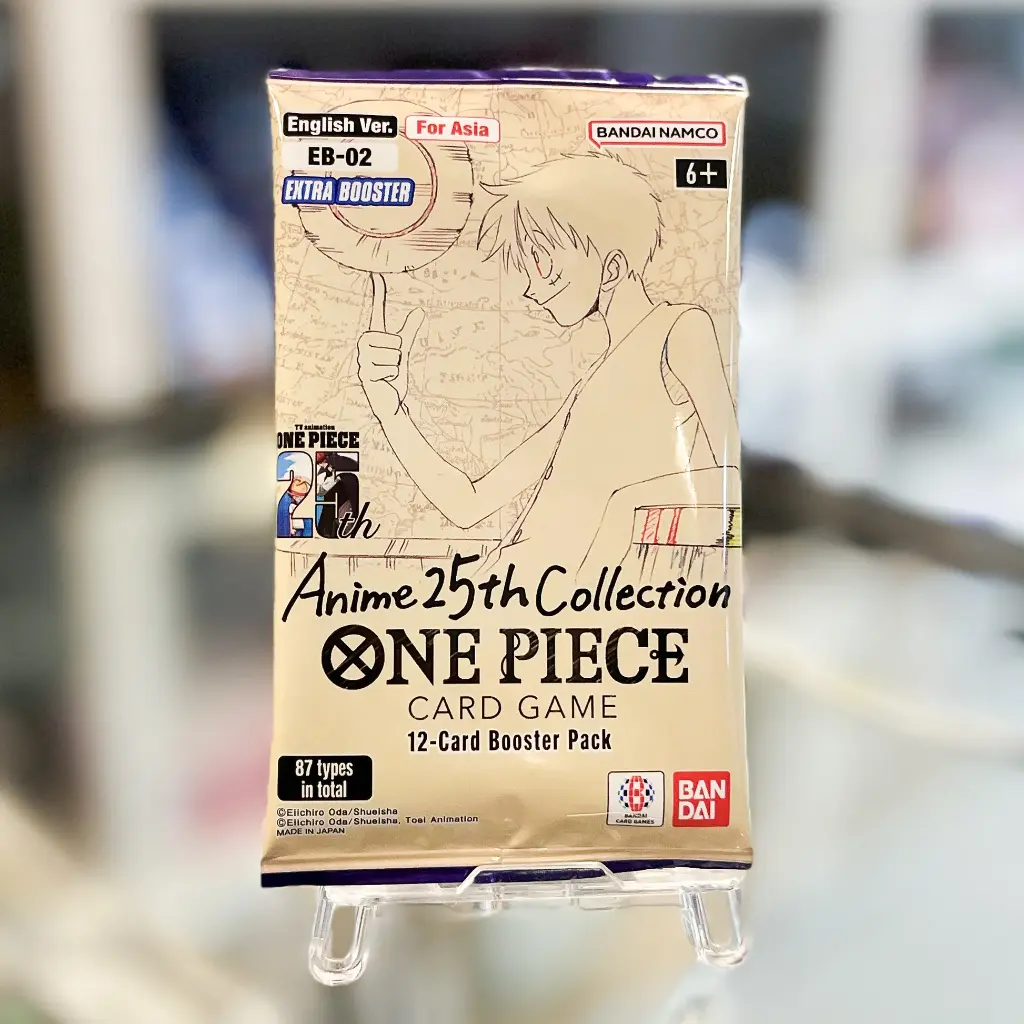 English Ver.
For Asia
BANDAI NAMCO
EB-02
6+
EXTRA BOOSTER
TV animation
ONE PIECE
25th
Anime 25th Collection
ONE PIECE
CARD GAME
12-Card Booster Pack
87 types
in total
BANDAI
CARD GAMES
BAN
DAI
©Eiichiro Oda/Shueisha
©Eiichiro Oda/Shueisha, Toei Animation
MADE IN JAPAN